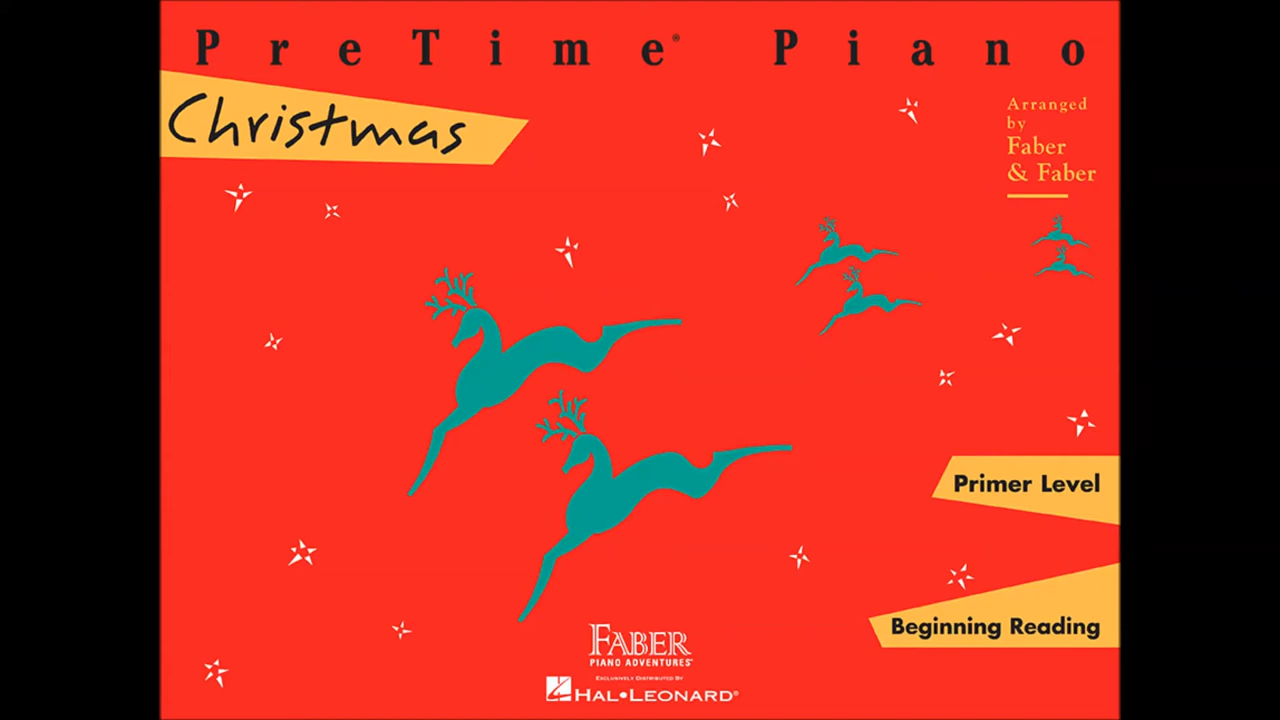 PreTime® Piano
Christmas
Arranged
by
Faber
& Faber
Primer Level
Beginning Reading
FABER
PIANO ADVENTURES®
EXCLUSIVELY DISTRIBUTED BY
HAL•LEONARD®